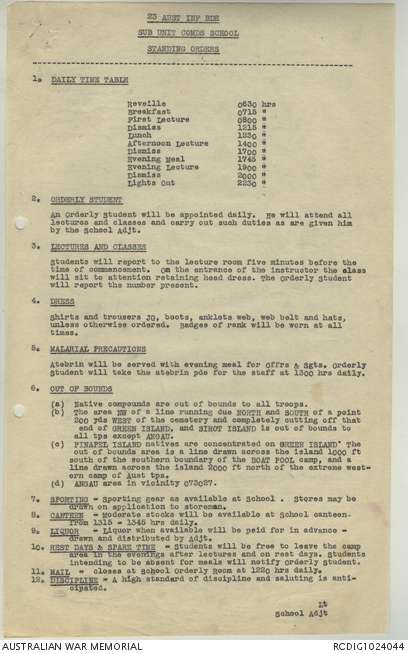 23 AUST INF BDE
SUB UNIT COMDS SCHOOL
STANDING ORDERS
1. DAILY TIME TABLE
Reveille 0630 hrs
Breakfast 0715 "
First Lecture 0800 "
Dismiss 1215 "
Lunch 1230 "
Afternoon Lecture 1400 "
Dismiss 1700 "
Evening Meal 1745 "
Evening Lecture 1900 "
Dismiss 2000 "
Lights Out 2230 "
2. ORDERLY STUDENT
An Orderly Student will be appointed daily. He will attend all
lectures and classes and carry out such duties as are given him
by the School Adjt.
3. LECTURES AND CLASSES
Students will report to the lecture room five minutes before the
time of commencement. On the entrance of the instructor the class
will sit to attention retaining head dress. The Orderly Student
will report the number present.
4. DRESS
Shirts and trousers JG, boots, anklets web, web belt and hats,
unless otherwise ordered. Badges of rank will be worn at all
times.
5. MALARIAL PRECAUTIONS
Atebrin will be served with evening meal for Offrs & Sgts. Orderly
Student will take the atebrin pde for the staff at 1300 hrs daily.
6. OUT OF BOUNDS
(a) Native compounds are out of bounds to all troops.
(b) The area NW of a line running due NORTH and SOUTH of a point
200 yds WEST of the cemetery and completely cutting off that
end of GREEN ISLAND, and SIROT ISLAND is out of bounds to
all tps except ANGAU.
(c) PINAPEL ISLAND natives are concentrated on GREEN ISLAND' The
out of bounds area is a line drawn across the island 1000 ft
south of the southern boundary of the BOAT POOL camp, and a
line drawn across the island 2000 ft north of the extreme west-
ern camp of Aust tps.
(d) ANGAU area in vicinity 073027.
7. SPORTING - Sporting gear as available at School . Stores may be
drawn on application to storeman.
8. CANTEEN - Moderate stocks will be available at School canteen
from 1315 - 1345 hrs daily.
9. LIQUOR - Liquor when available will be paid for in advance -
drawn and distributed by Adjt.
10. REST DAYS & SPARE TIME - Students will be free to leave the camp
area in the evenings after lectures and on rest days. Students
intending to be absent for meals will notify Orderly Student.
11. MAIL - closes at School Orderly Room at 1220 hrs daily.
12. DISCIPLINE - A high standard of discipline and saluting is anti-
cipated.
Lt
School Adjt
AUSTRALIAN WAR MEMORIAL
RCDIG1024044